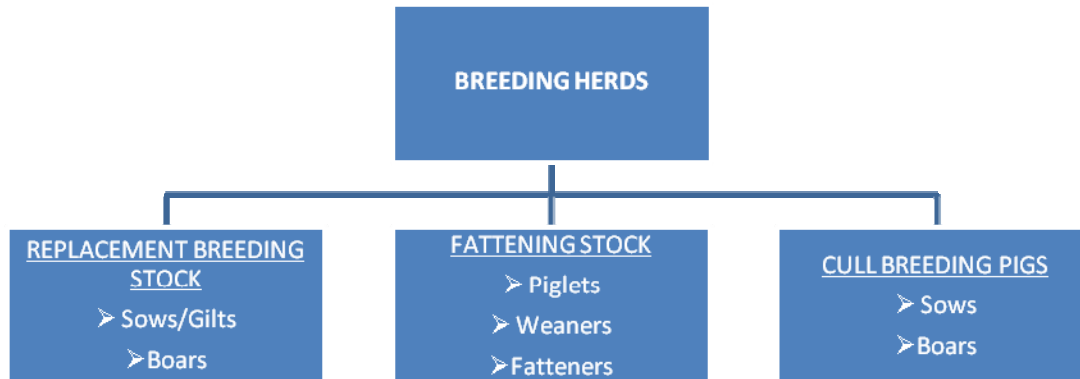 BREEDING HERDS
REPLACEMENT BREEDING
STOCK
➢ Sows/Gilts
➢ Boars
FATTENING STOCK
➢ Piglets
➢ Weaners
➢ Fatteners
CULL BREEDING PIGS
➢ Sows
➢ Boars